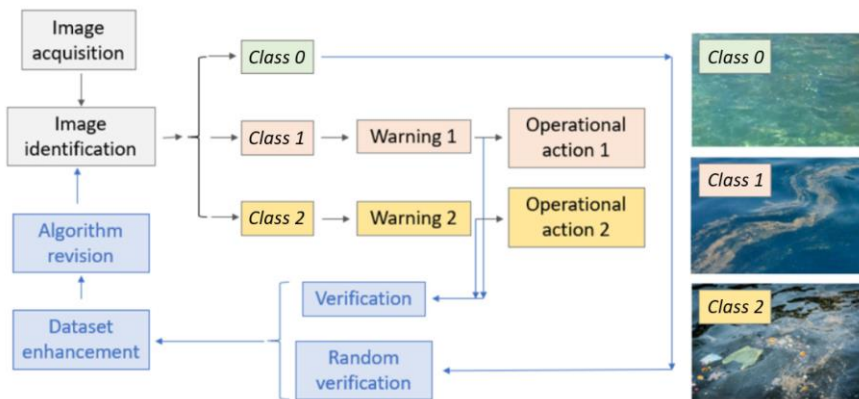 Image
acquisition
Image
identification
Class 0
Class 1
Warning 1
Operational
action 1
Class 2
Warning 2
Operational
action 2
Algorithm
revision
Verification
Dataset
enhancement
Random
verification
Class 0
Class 1
Class 2